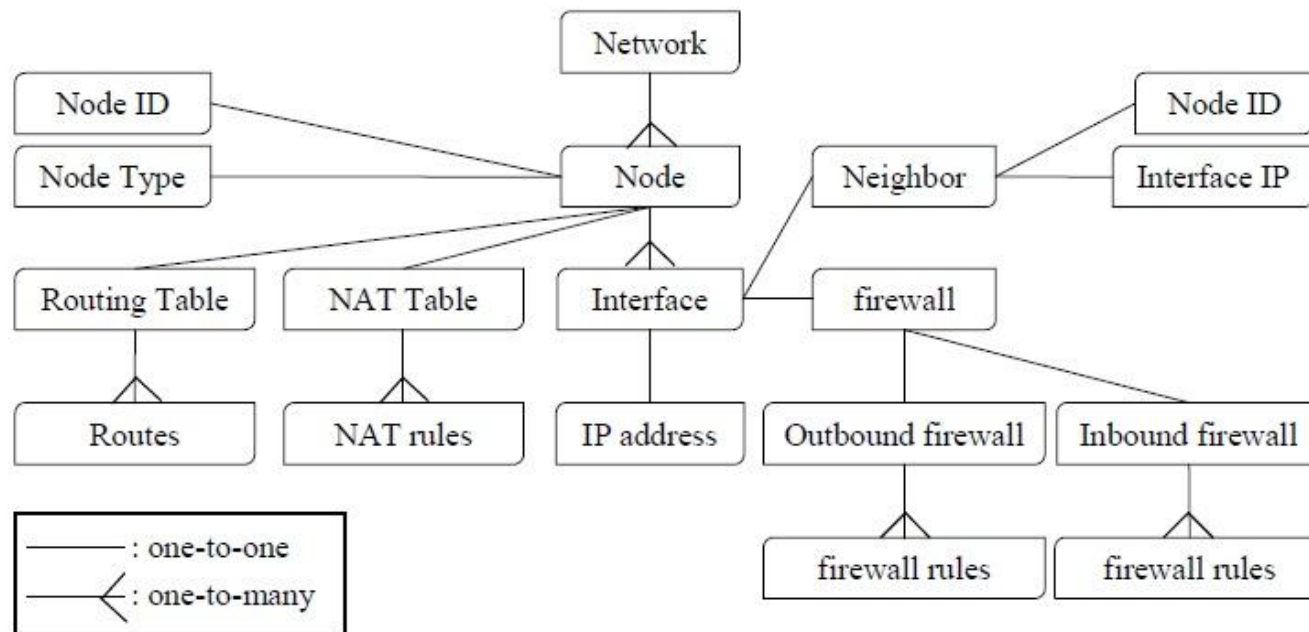 Network
Node ID
Node ID
Node Type
Node
Neighbor
Interface IP
Routing Table
NAT Table
Interface
firewall
Routes
NAT rules
IP address
Outbound firewall
Inbound firewall
: one-to-one
: one-to-many
firewall rules
firewall rules